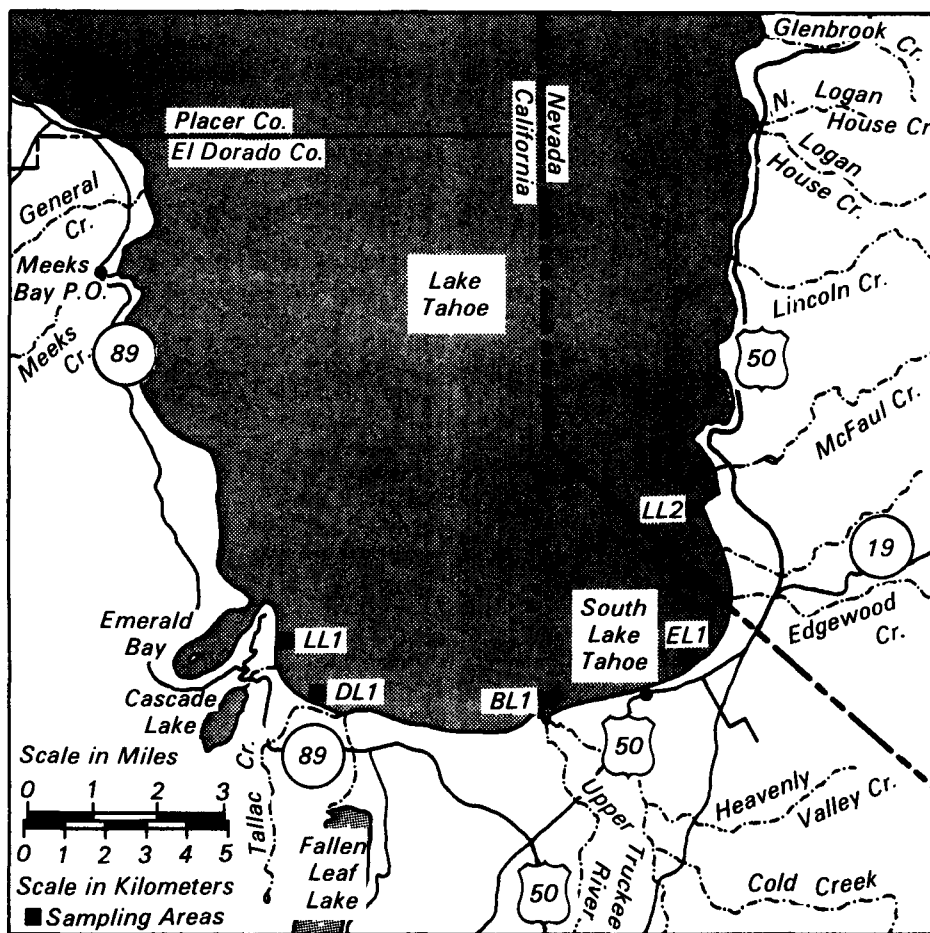 Glenbrook Cr.
N. Logan
House Cr
Logan
House Cr.
Placer Co.
El Dorado Co.
California
Nevada
General
Cr.
Meeks
Bay P.O.
Meeks
Cr.
89
Lake
Tahoe
Lincoln Cr.
50
McFaul Cr.
LL2
19
Edgewood
Cr.
South
Lake
Tahoe
EL1
Emerald
Bay
LL1
Cascade
Lake
DL1
BL1
89
50
Tallac Cr.
Fallen
Leaf
Lake
50
Upper
Truckee
River
Heavenly
Valley Cr.
Cold Creek
Scale in Miles
0 1 2 3
0 1 2 3 4 5
Scale in Kilometers
Sampling Areas